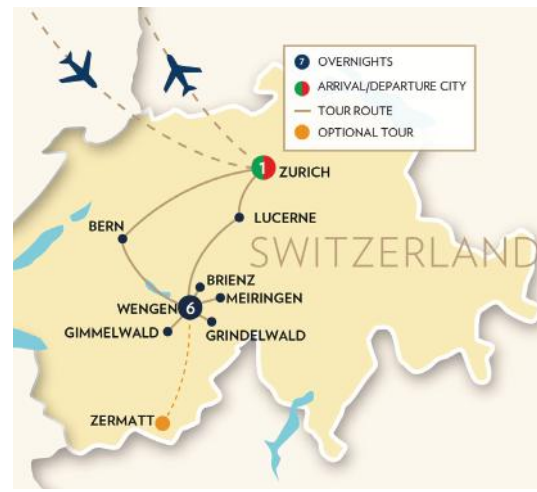 7 OVERNIGHTS
ARRIVAL/DEPARTURE CITY
TOUR ROUTE
OPTIONAL TOUR
1 ZURICH
LUCERNE
BERN
SWITZERLAND
BRIENZ
MEIRINGEN
WENGEN 6
GIMMELWALD
GRINDELWALD
ZERMATT